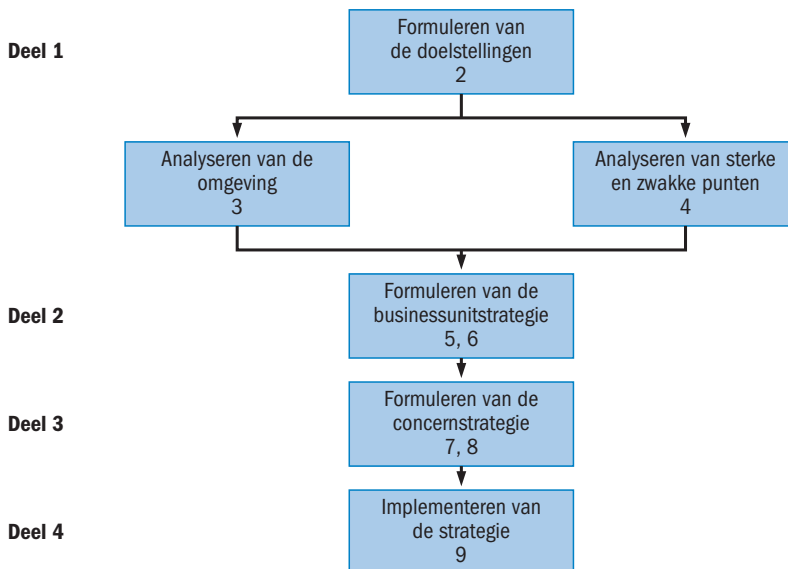 Deel 1
Formuleren van
de doelstellingen
2
Analyseren van de
omgeving
3
Analyseren van sterke
en zwakke punten
4
Deel 2
Formuleren van de
businessunitstrategie
5, 6
Deel 3
Formuleren van de
concernstrategie
7, 8
Deel 4
Implementeren van
de strategie
9